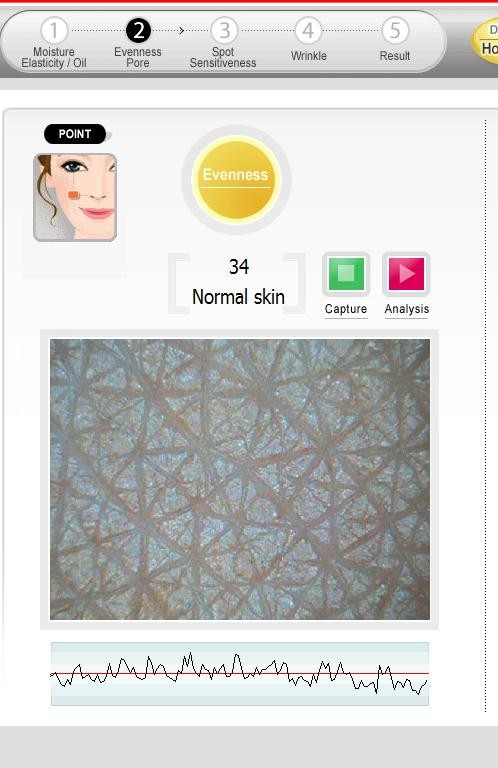 1 2 3 4 5
Moisture Evenness Spot Wrinkle Result
Elasticity / Oil Pore Sensitiveness
D
Ho
POINT
Evenness
34
Normal skin
Capture Analysis